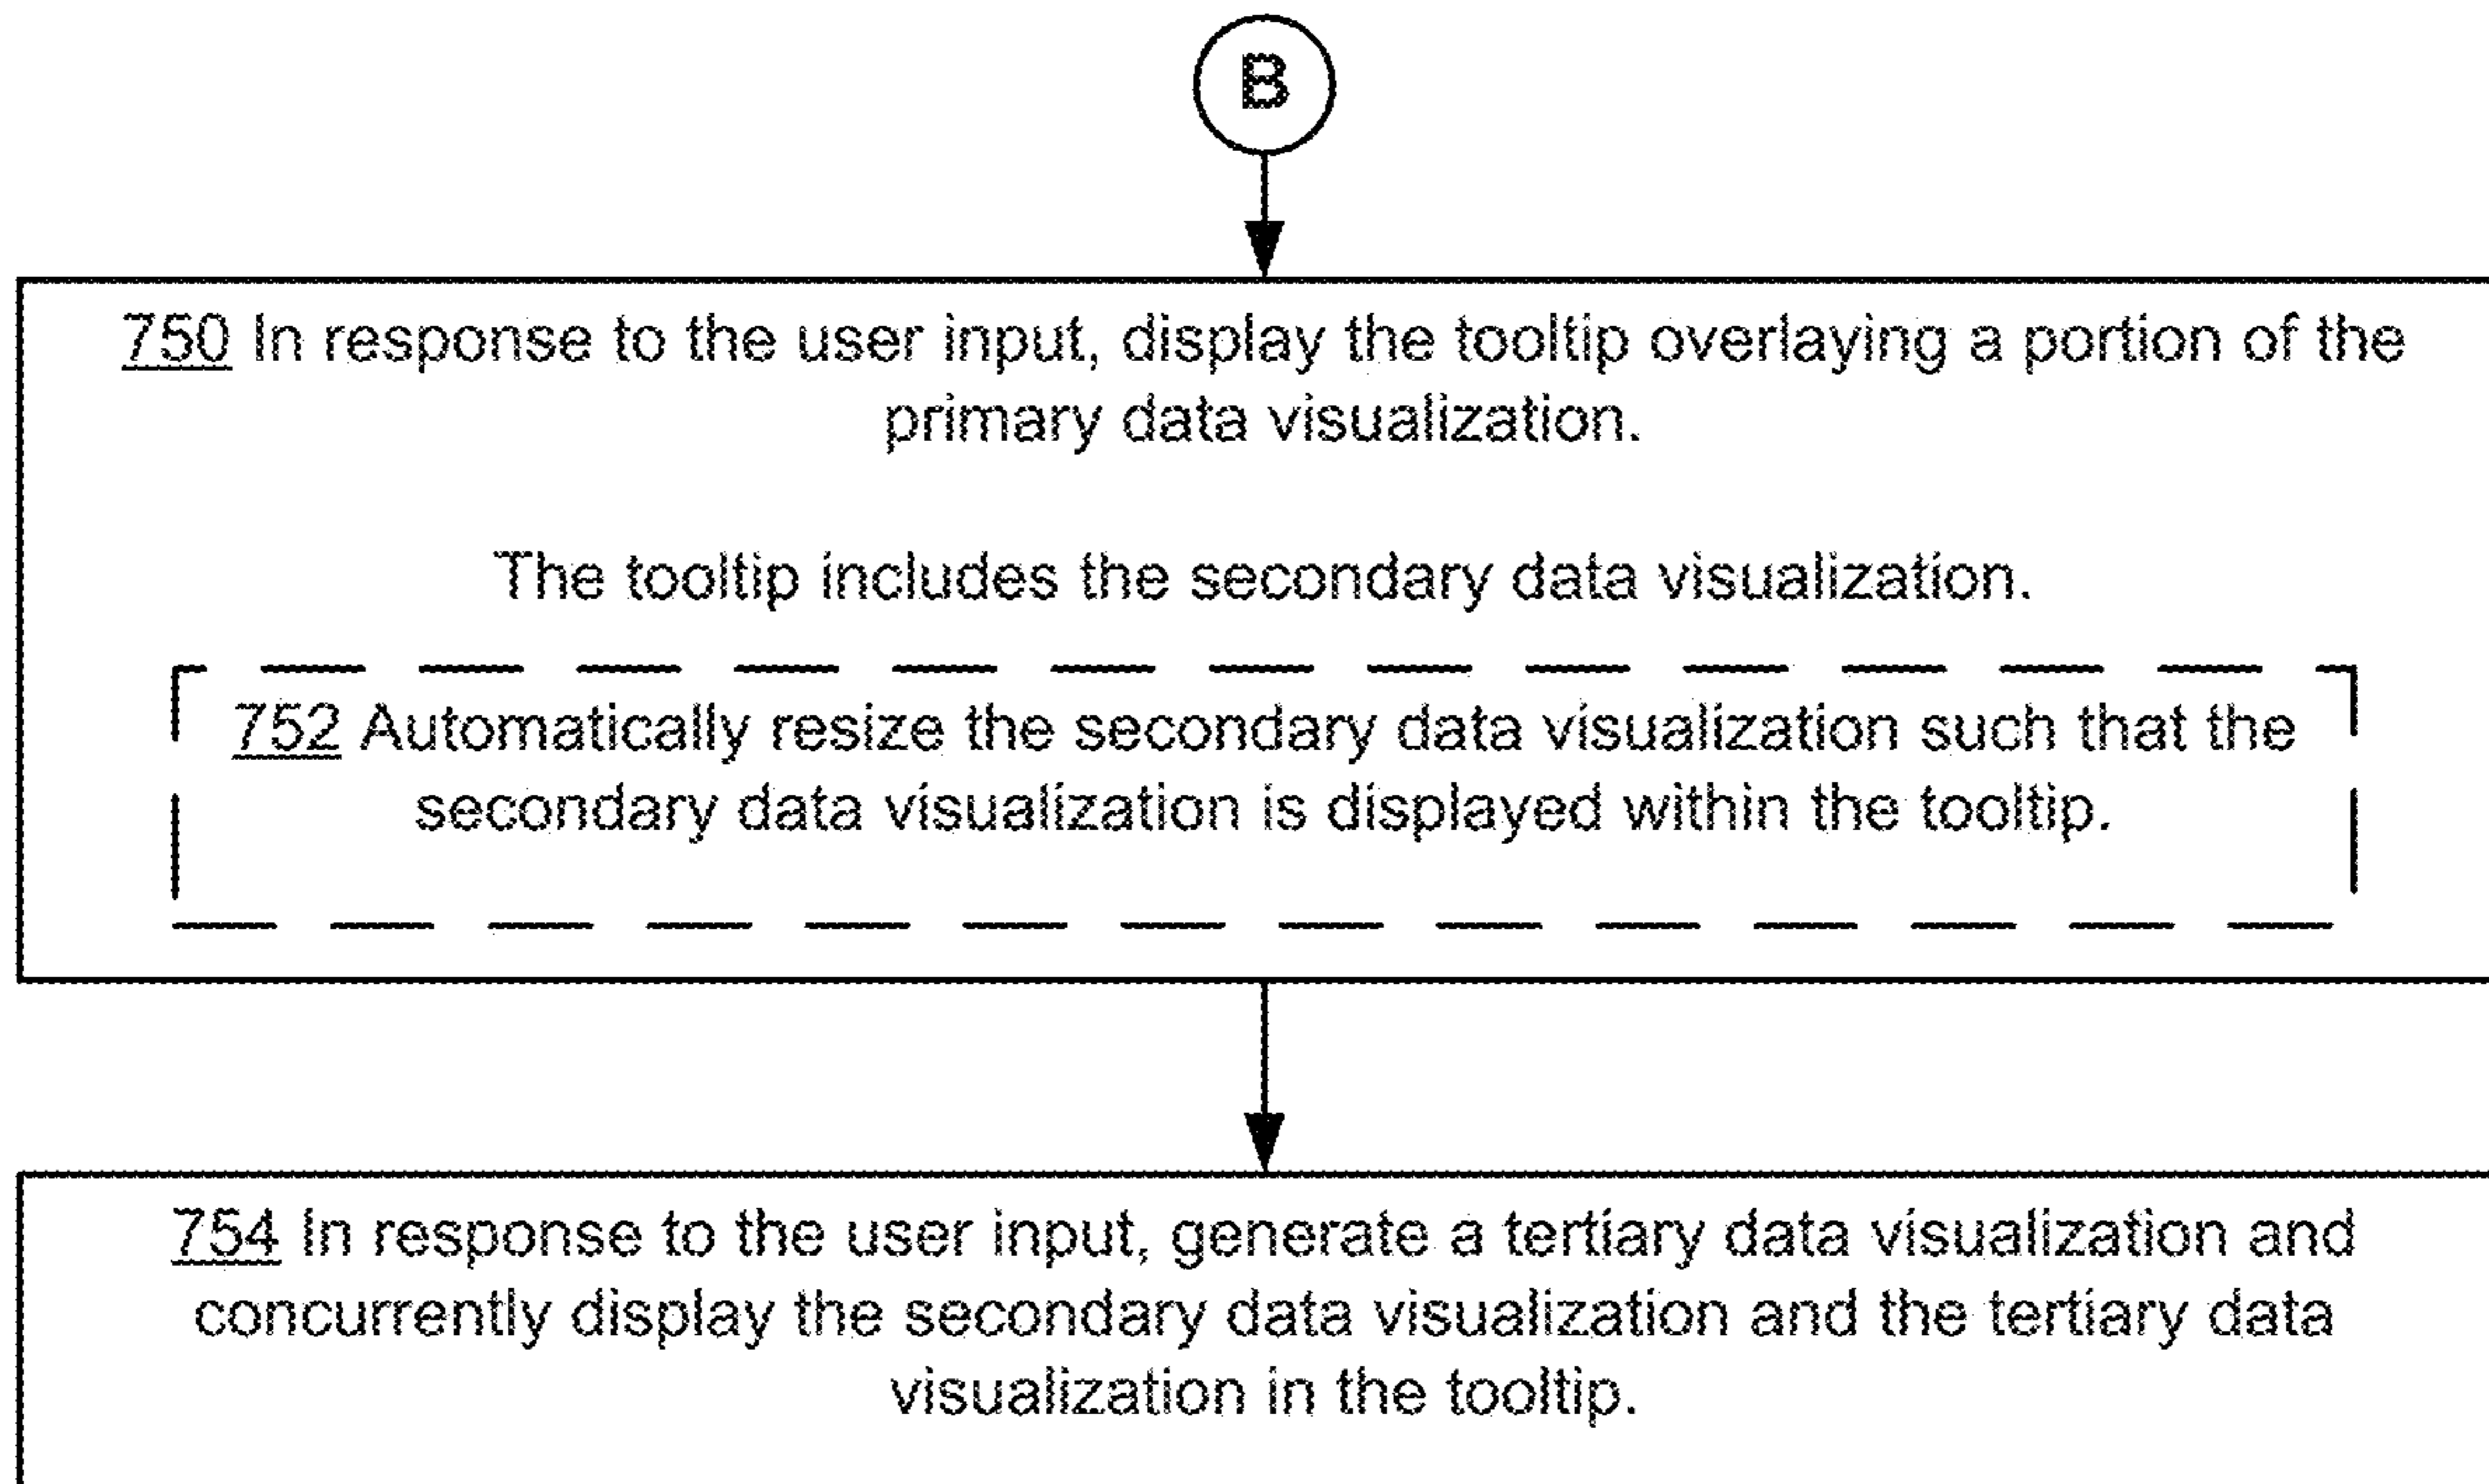 B
750 In response to the user input, display the tooltip overlaying a portion of the
primary data visualization.
The tooltip includes the secondary data visualization.
752 Automatically resize the secondary data visualization such that the
secondary data visualization is displayed within the tooltip.
754 In response to the user input, generate a tertiary data visualization and
concurrently display the secondary data visualization and the tertiary data
visualization in the tooltip.